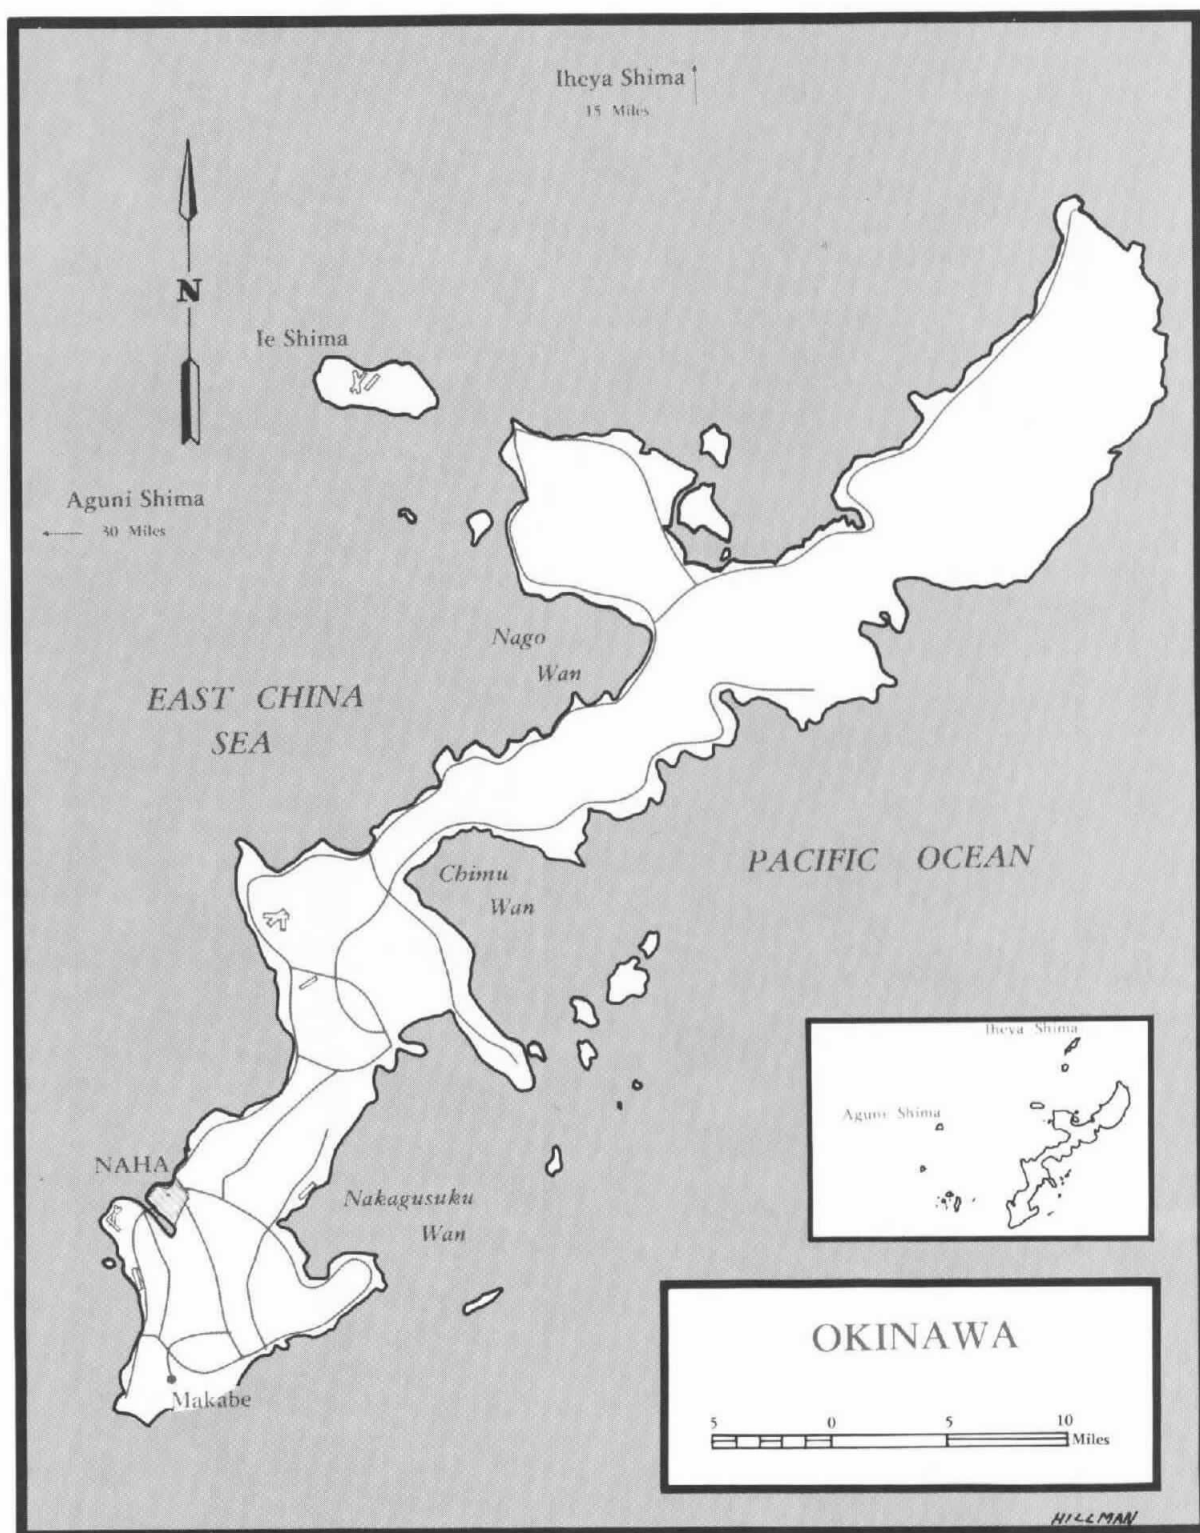 Iheya Shima
15 Miles
N
Ie Shima
Aguni Shima
30 Miles
Nago
Wan
EAST CHINA
SEA
PACIFIC OCEAN
Chimu
Wan
Iheya Shima
Aguni Shima
NAHA
Nakagusuku
Wan
Makabe
OKINAWA
5 0 5 10
Miles
HILLMAN